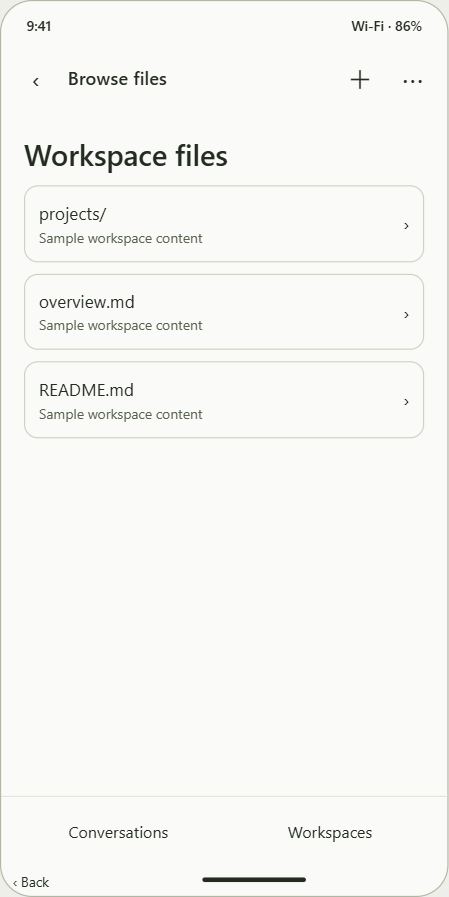 9:41
Wi-Fi · 86%
‹ Browse files + ...
Workspace files
projects/
Sample workspace content
›
overview.md
Sample workspace content
›
README.md
Sample workspace content
›
Conversations
Workspaces
‹ Back